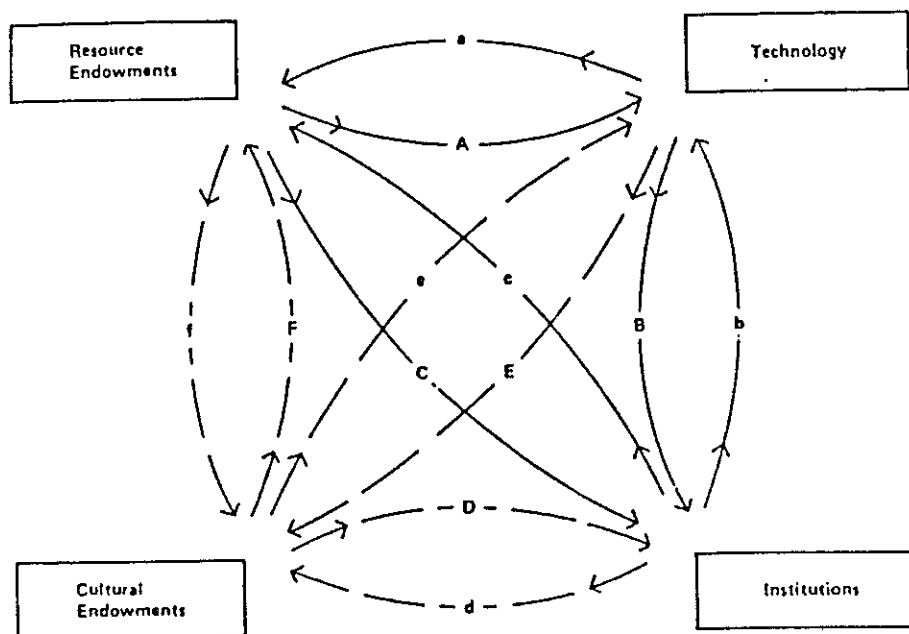 Resource
Endowments
a
Technology
A
e
c
f
F
B
b
C
E
D
Cultural
Endowments
d
Institutions